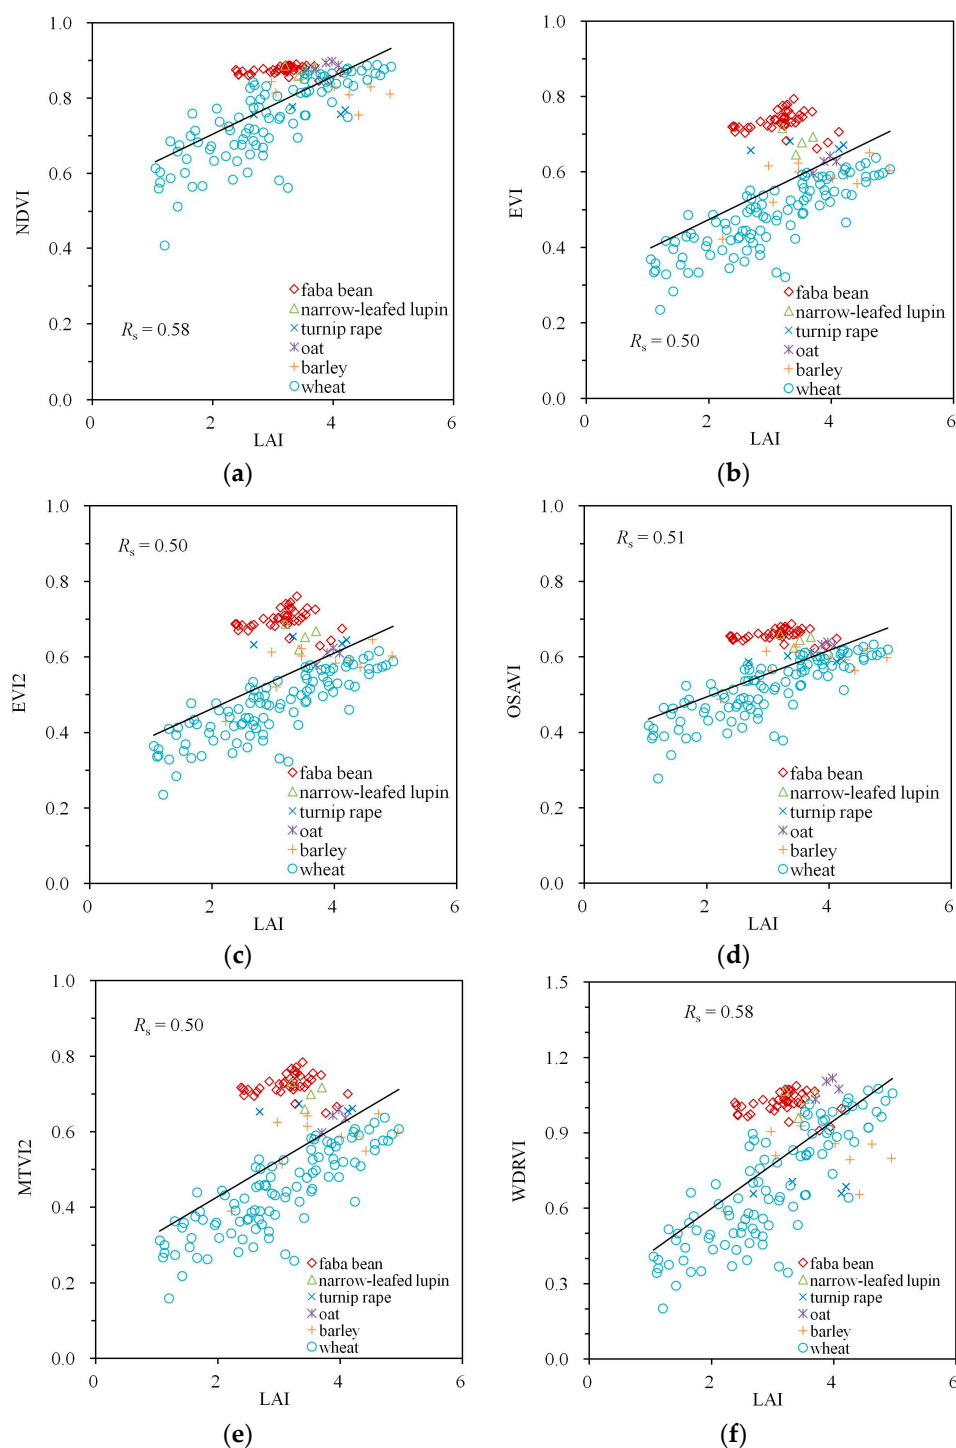 1.0
0.8
0.6
0.4
0.2
0.0
NDVI
Rs = 0.58
faba bean
narrow-leafed lupin
turnip rape
oat
barley
wheat
0 2 4 6
LAI
(a)
1.0
0.8
0.6
0.4
0.2
0.0
EVI
Rs = 0.50
faba bean
narrow-leafed lupin
turnip rape
oat
barley
wheat
0 2 4 6
LAI
(b)
1.0
0.8
0.6
0.4
0.2
0.0
EVI2
Rs = 0.50
faba bean
narrow-leafed lupin
turnip rape
oat
barley
wheat
0 2 4 6
LAI
(c)
1.0
0.8
0.6
0.4
0.2
0.0
OSAVI
Rs = 0.51
faba bean
narrow-leafed lupin
turnip rape
oat
barley
wheat
0 2 4 6
LAI
(d)
1.0
0.8
0.6
0.4
0.2
0.0
MTVI2
Rs = 0.50
faba bean
narrow-leafed lupin
turnip rape
oat
barley
wheat
0 2 4 6
LAI
(e)
1.5
1.2
0.9
0.6
0.3
0.0
WDRVI
Rs = 0.58
faba bean
narrow-leafed lupin
turnip rape
oat
barley
wheat
0 2 4 6
LAI
(f)